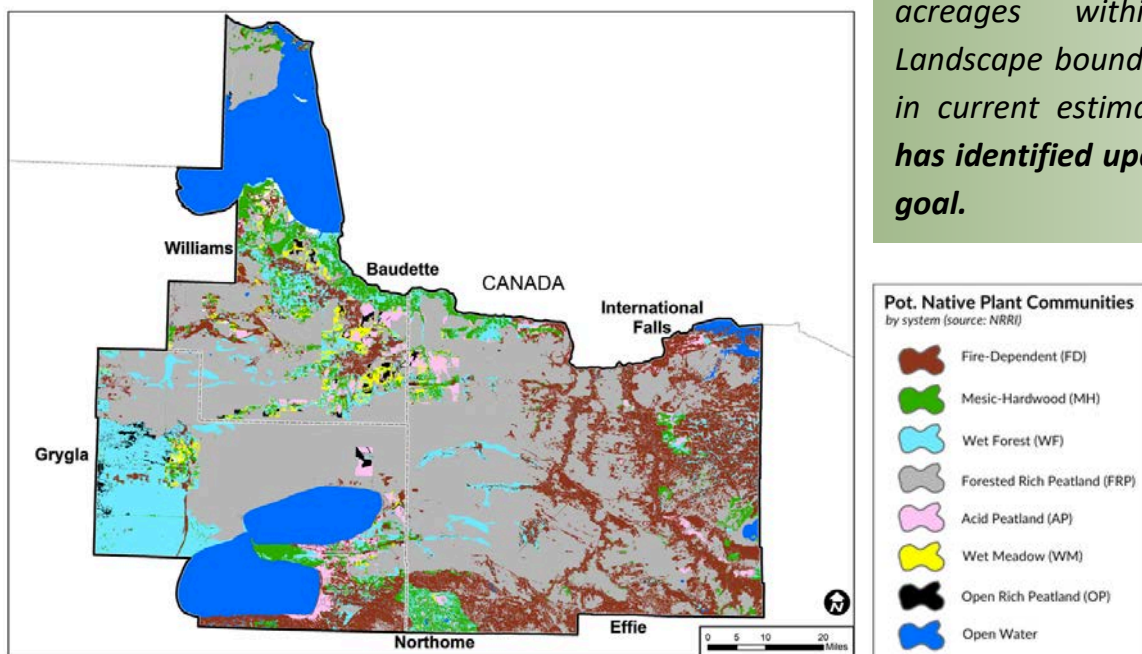 acreages within
Landscape bound
in current estima
has identified upa
goal.
Williams
Baudette
CANADA
International
Falls
Grygla
Effie
Northome
N
0 5 10 20
Miles
Pot. Native Plant Communities
by system (source: NRRI)
Fire-Dependent (FD)
Mesic-Hardwood (MH)
Wet Forest (WF)
Forested Rich Peatland (FRP)
Acid Peatland (AP)
Wet Meadow (WM)
Open Rich Peatland (OP)
Open Water